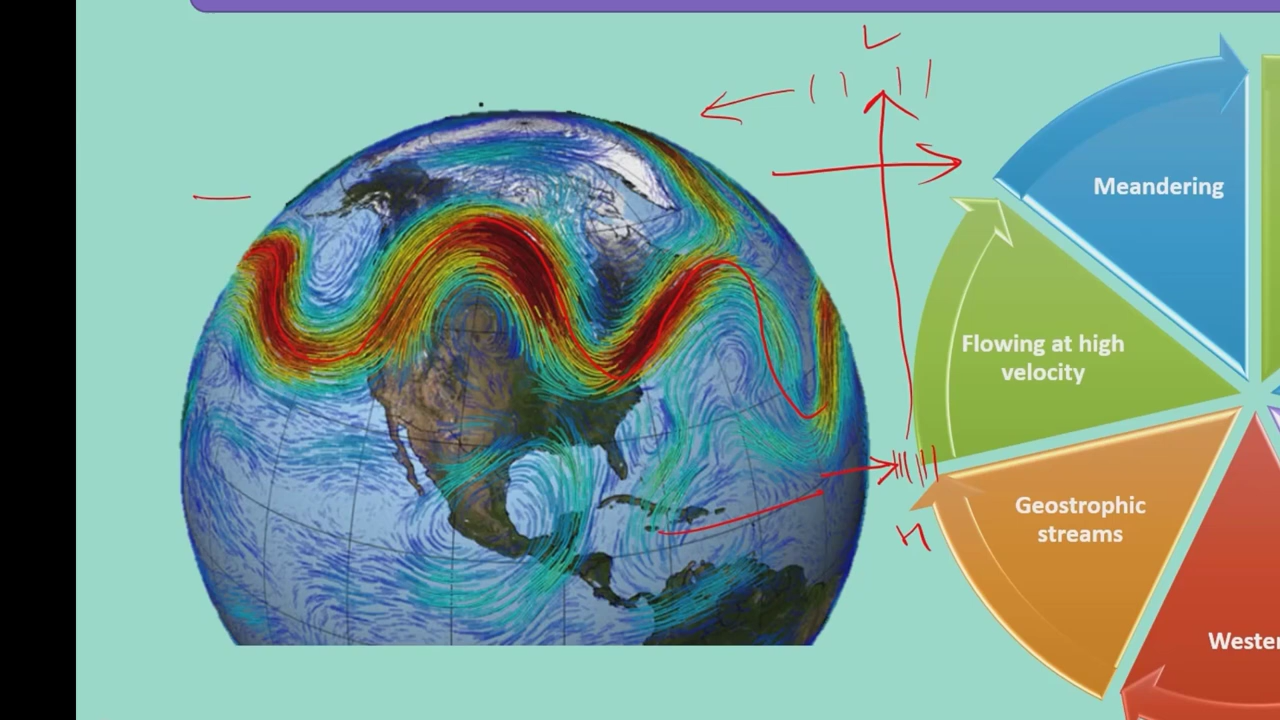 L
Meandering
Flowing at high
velocity
Geostrophic
streams
H
Wester